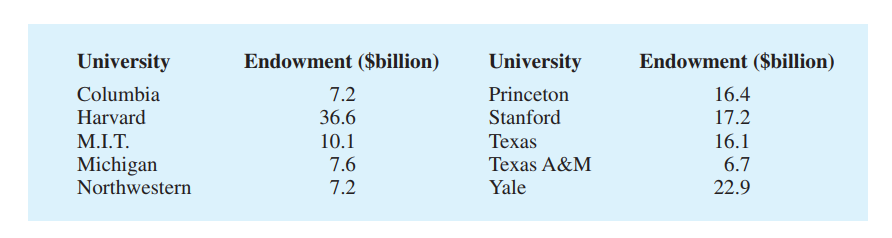 University Endowment ($billion) University Endowment ($billion)
Columbia 7.2 Princeton 16.4
Harvard 36.6 Stanford 17.2
M.I.T. 10.1 Texas 16.1
Michigan 7.6 Texas A&M 6.7
Northwestern 7.2 Yale 22.9